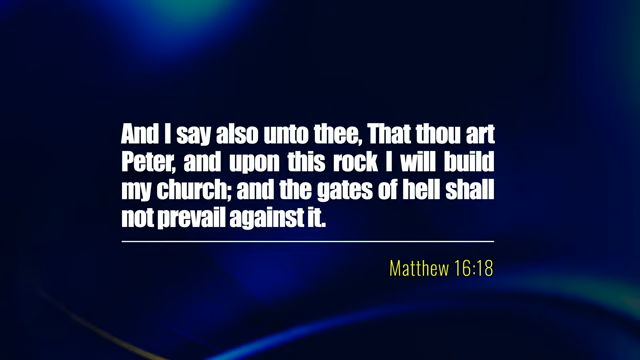 And I say also unto thee, That thou art
Peter, and upon this rock I will build
my church; and the gates of hell shall
not prevail against it.
Matthew 16:18